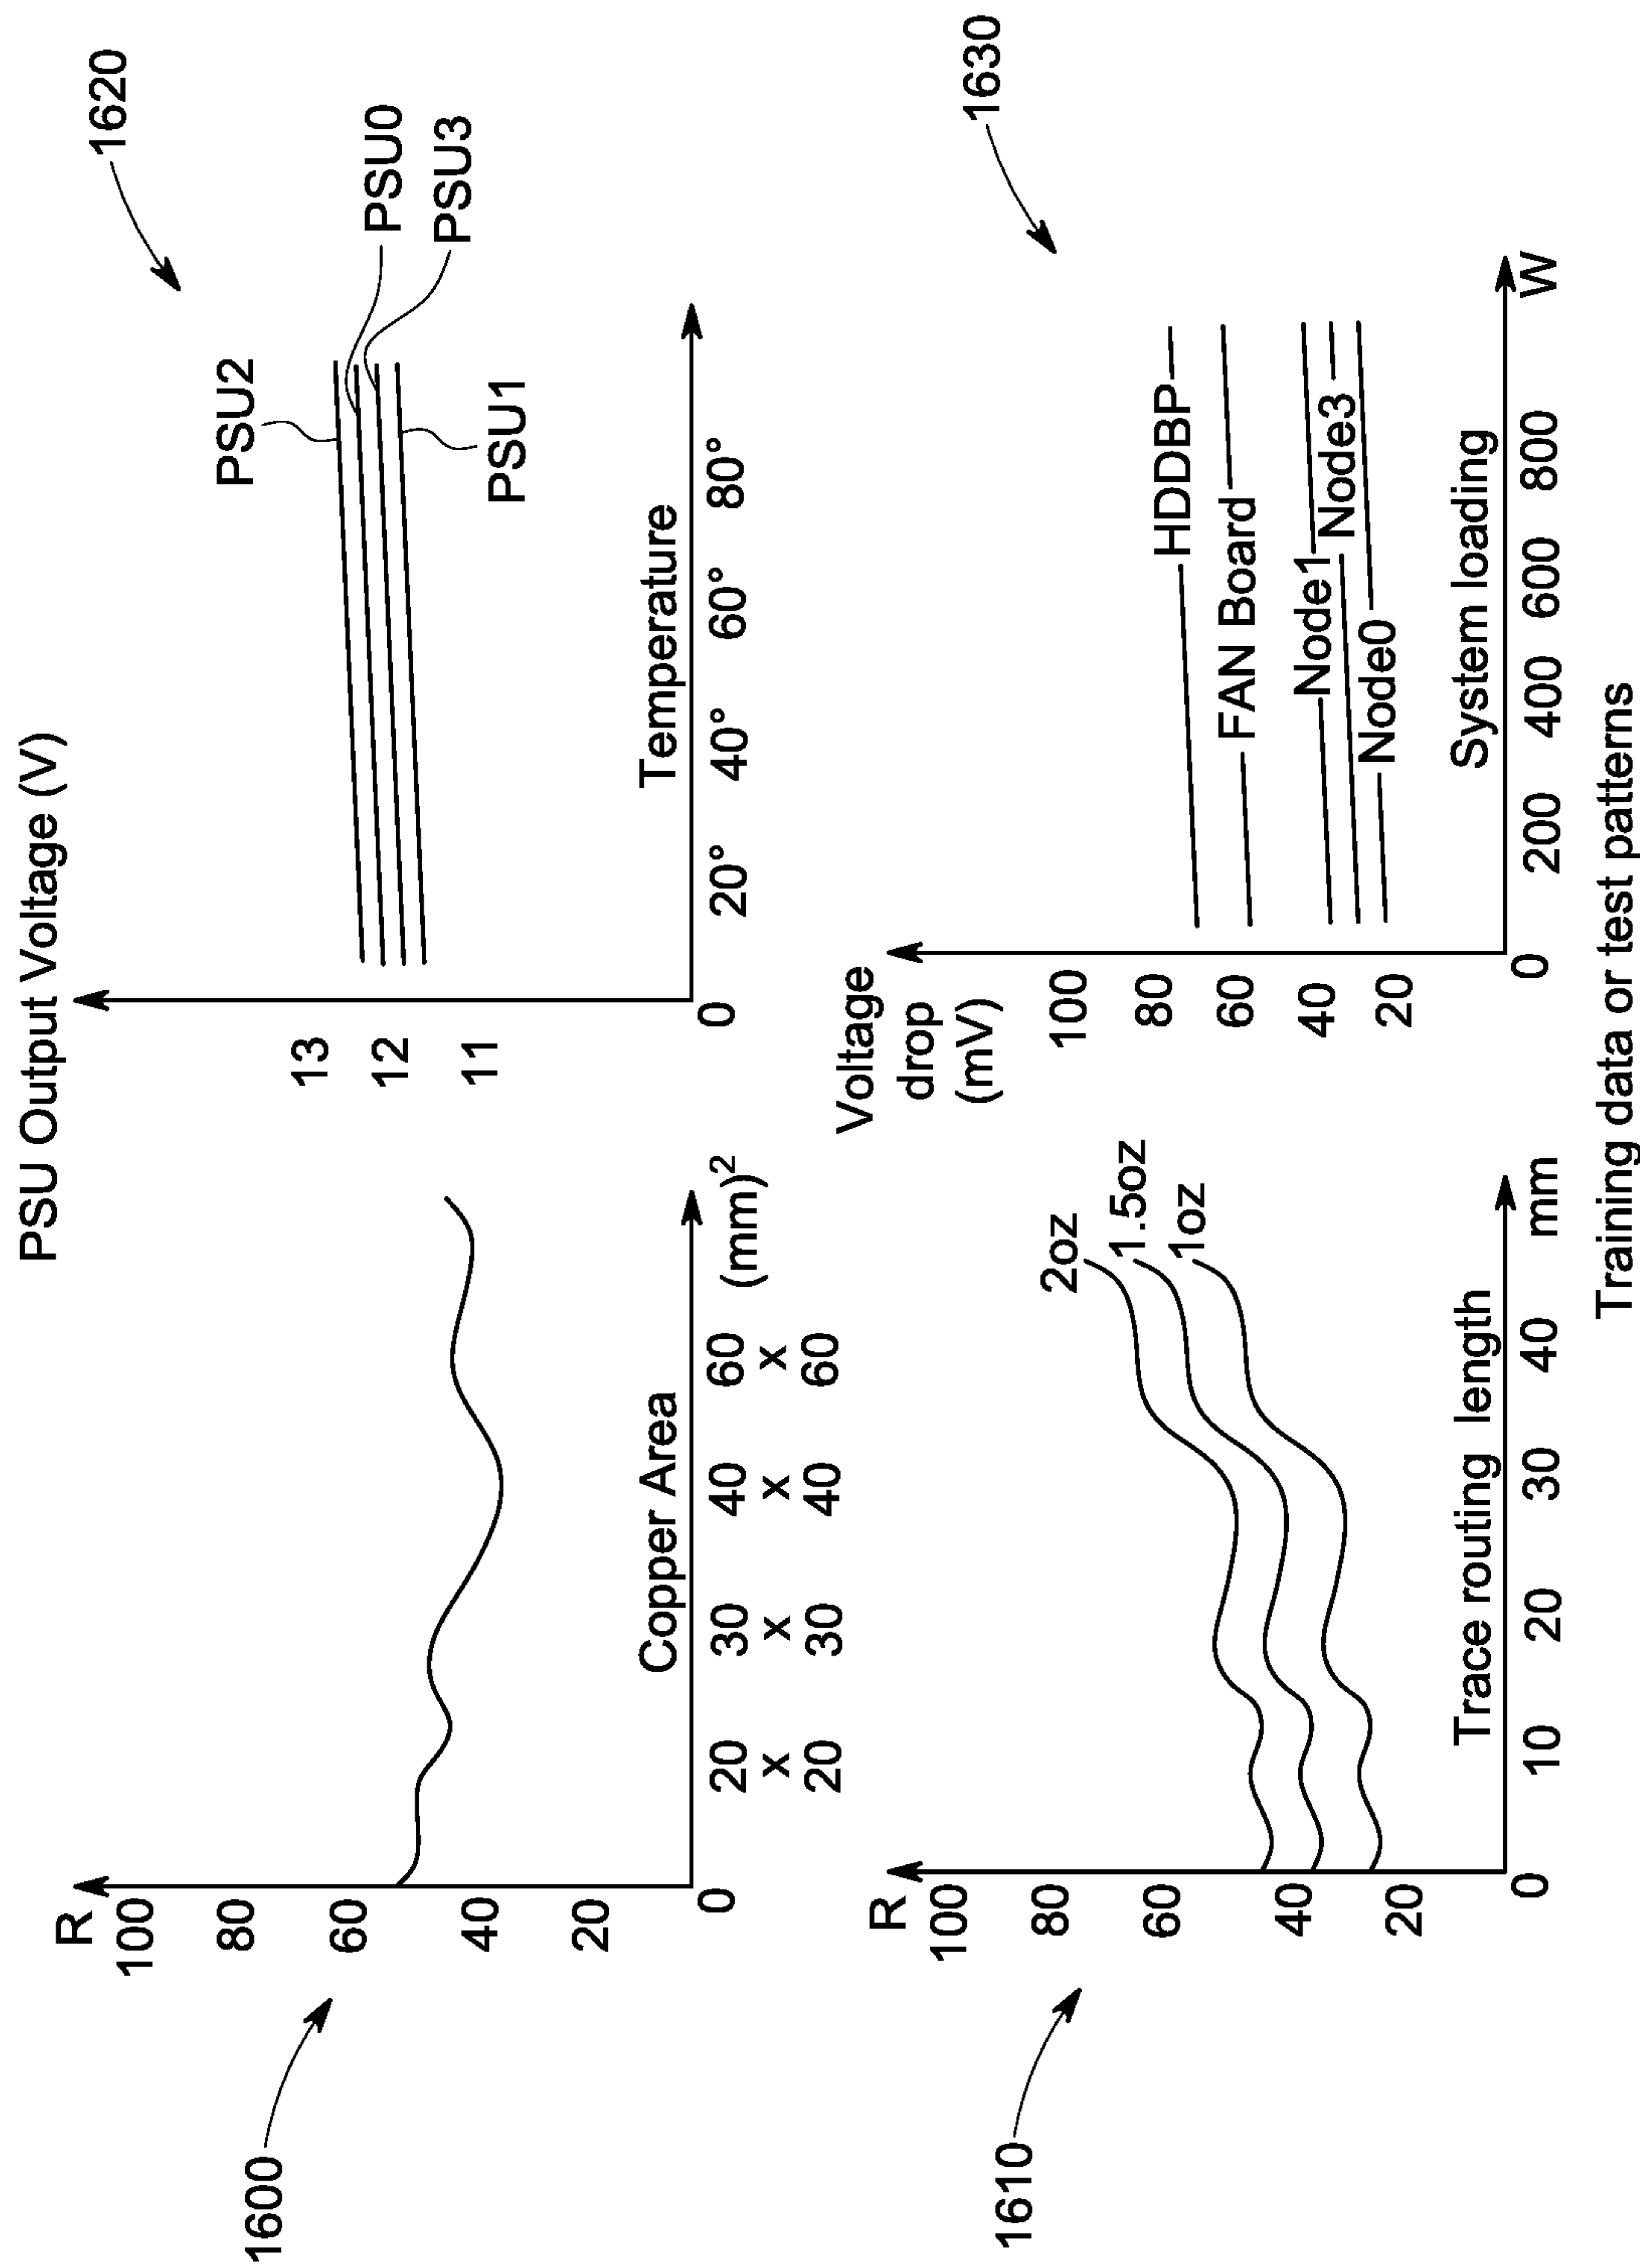 1600
R
100
80
60
40
20
0
Copper Area
20 x 20
30 x 30
40 x 40
60 x 60
(mm)2
PSU Output Voltage (V)
1620
13
12
11
0
PSU2
PSU0
PSU3
PSU1
Temperature
20°
40°
60°
80°
1610
R
100
80
60
40
20
0
2oz
1.5oz
1oz
Trace routing length
10
20
30
40
mm
1630
Voltage
drop
(mV)
100
80
60
40
20
0
HDDBP
FAN Board
Node1
Node3
Node0
System loading
200
400
600
800
W
Training data or test patterns